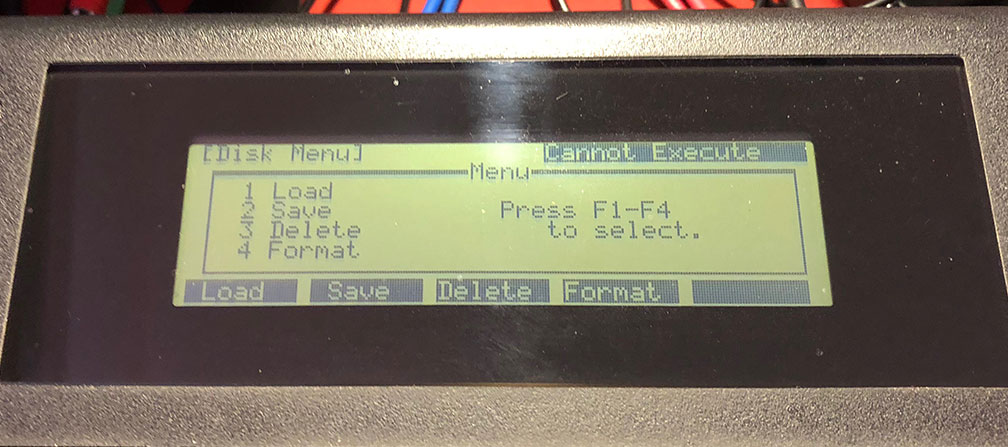 [Disk Menu] Cannot Execute
Menu
1 Load
2 Save Press F1-F4
3 Delete to select.
4 Format
Load Save Delete Format